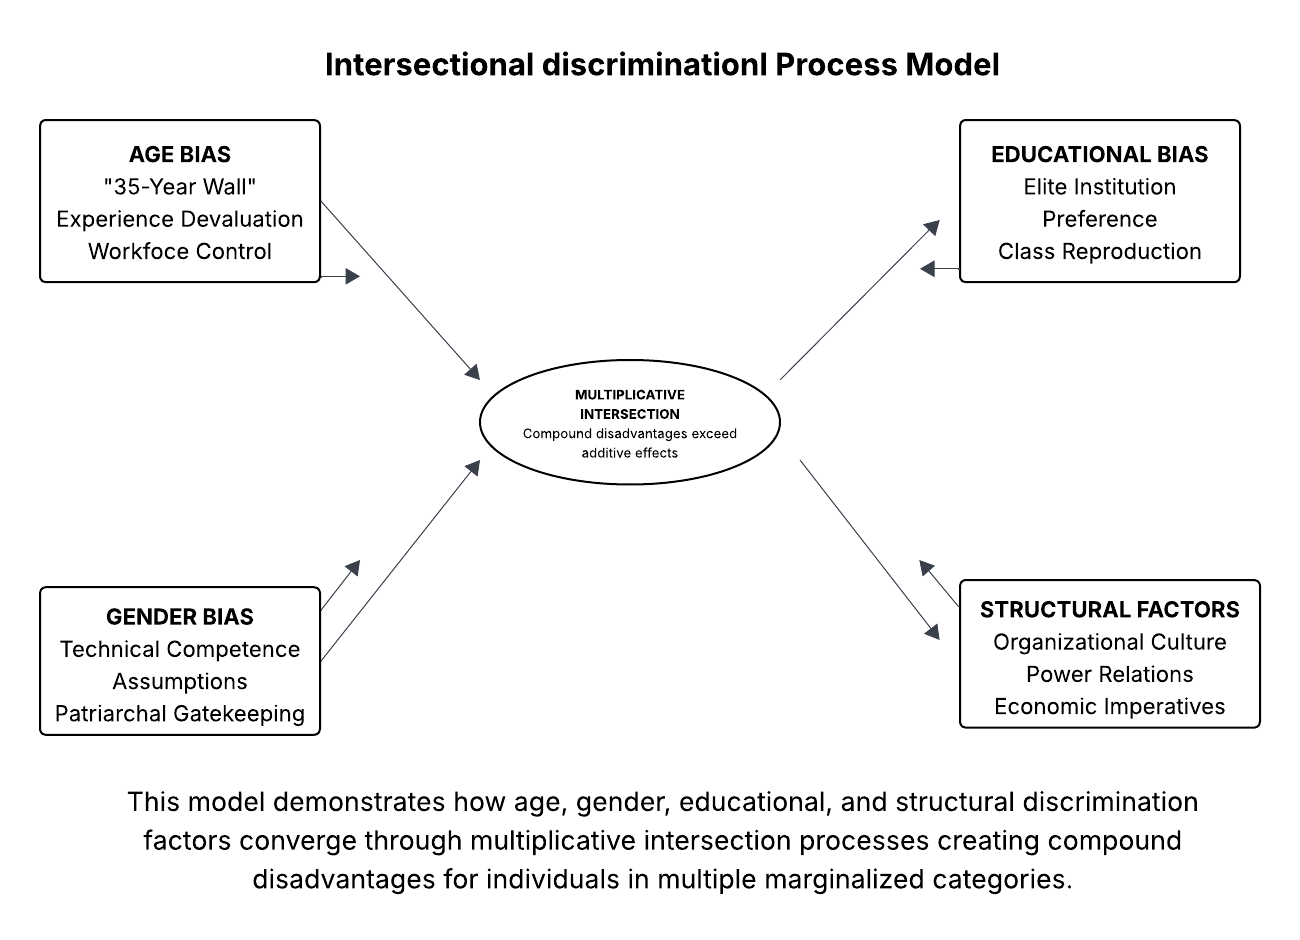 Intersectional discriminationl Process Model
AGE BIAS
"35-Year Wall"
Experience Devaluation
Workfoce Control
EDUCATIONAL BIAS
Elite Institution
Preference
Class Reproduction
MULTIPLICATIVE
INTERSECTION
Compound disadvantages exceed
additive effects
GENDER BIAS
Technical Competence
Assumptions
Patriarchal Gatekeeping
STRUCTURAL FACTORS
Organizational Culture
Power Relations
Economic Imperatives
This model demonstrates how age, gender, educational, and structural discrimination
factors converge through multiplicative intersection processes creating compound
disadvantages for individuals in multiple marginalized categories.